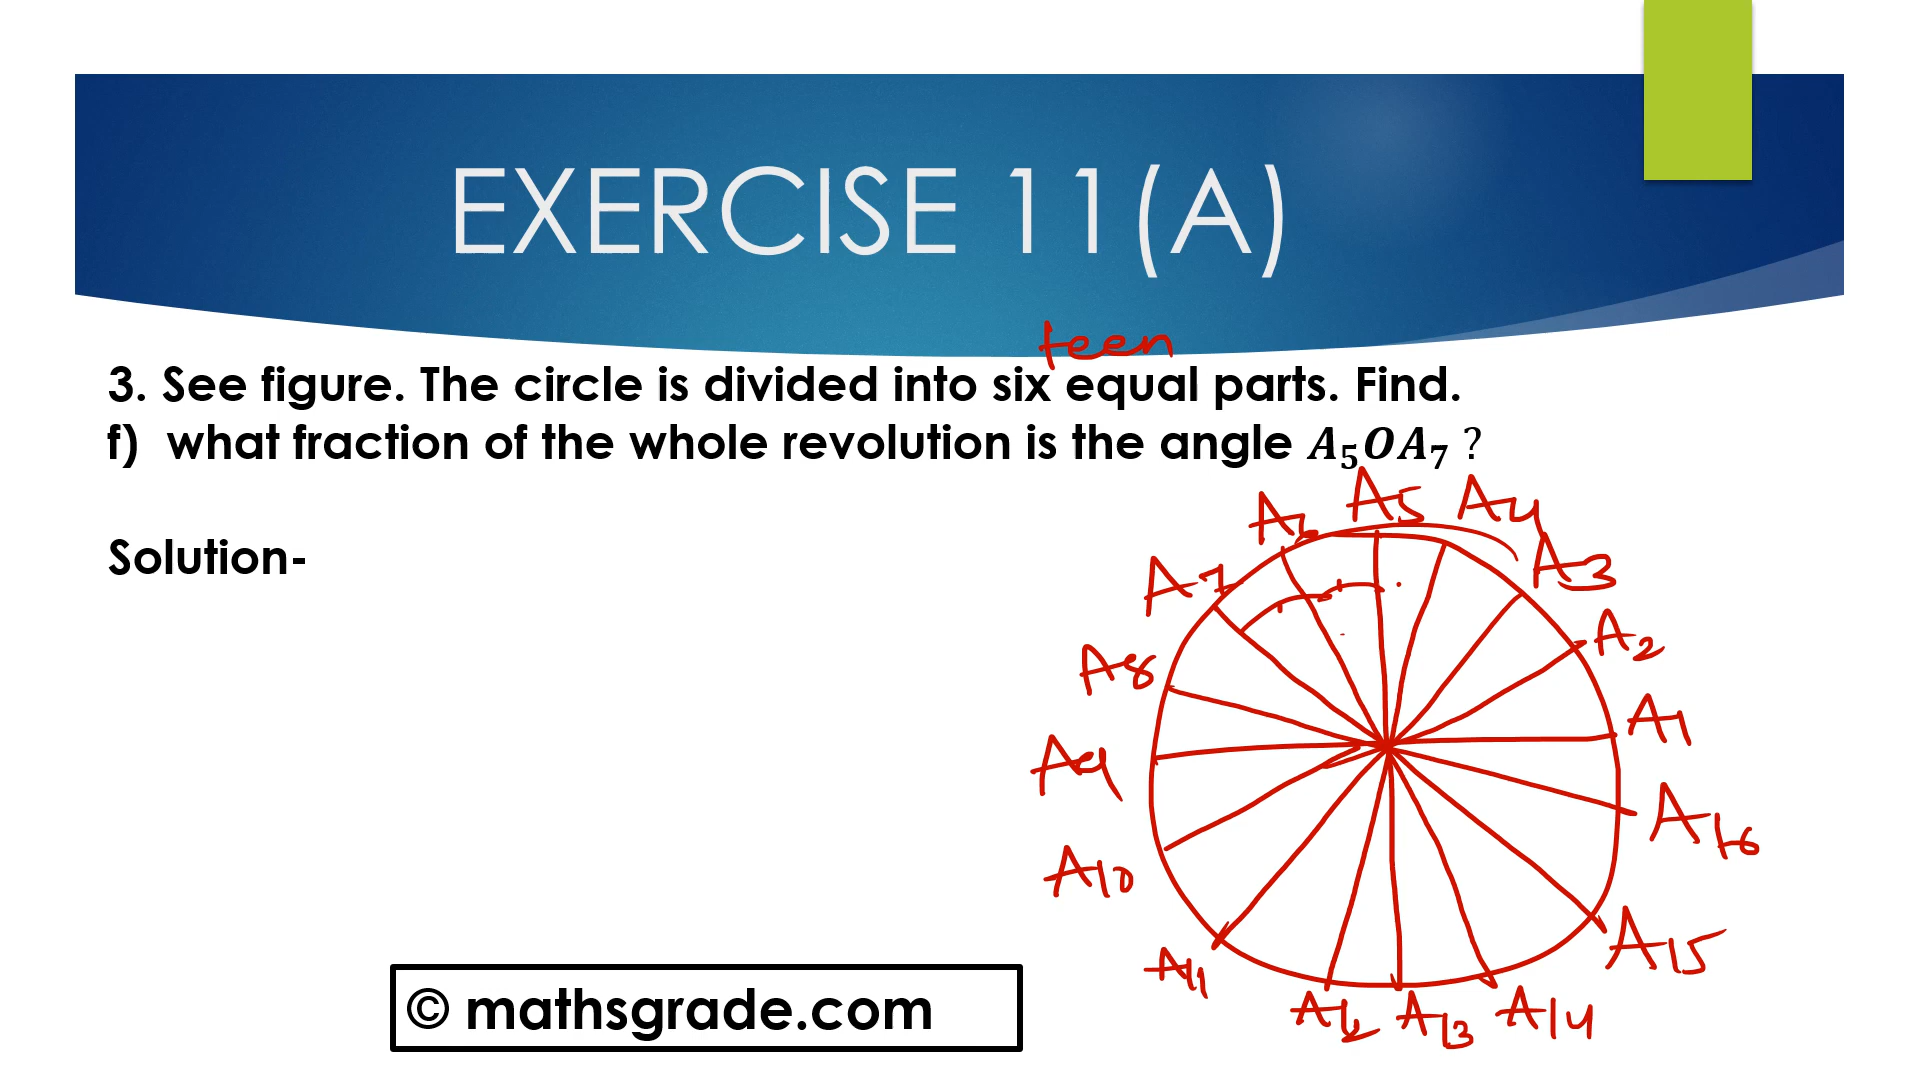 EXERCISE 11(A)
teen
3. See figure. The circle is divided into six equal parts. Find.
f) what fraction of the whole revolution is the angle A₅OA₇ ?
Solution-
A5 A4
A6
A3
A7
A2
A8
A1
A9
A16
A10
A15
A11
A12 A13 A14
© mathsgrade.com